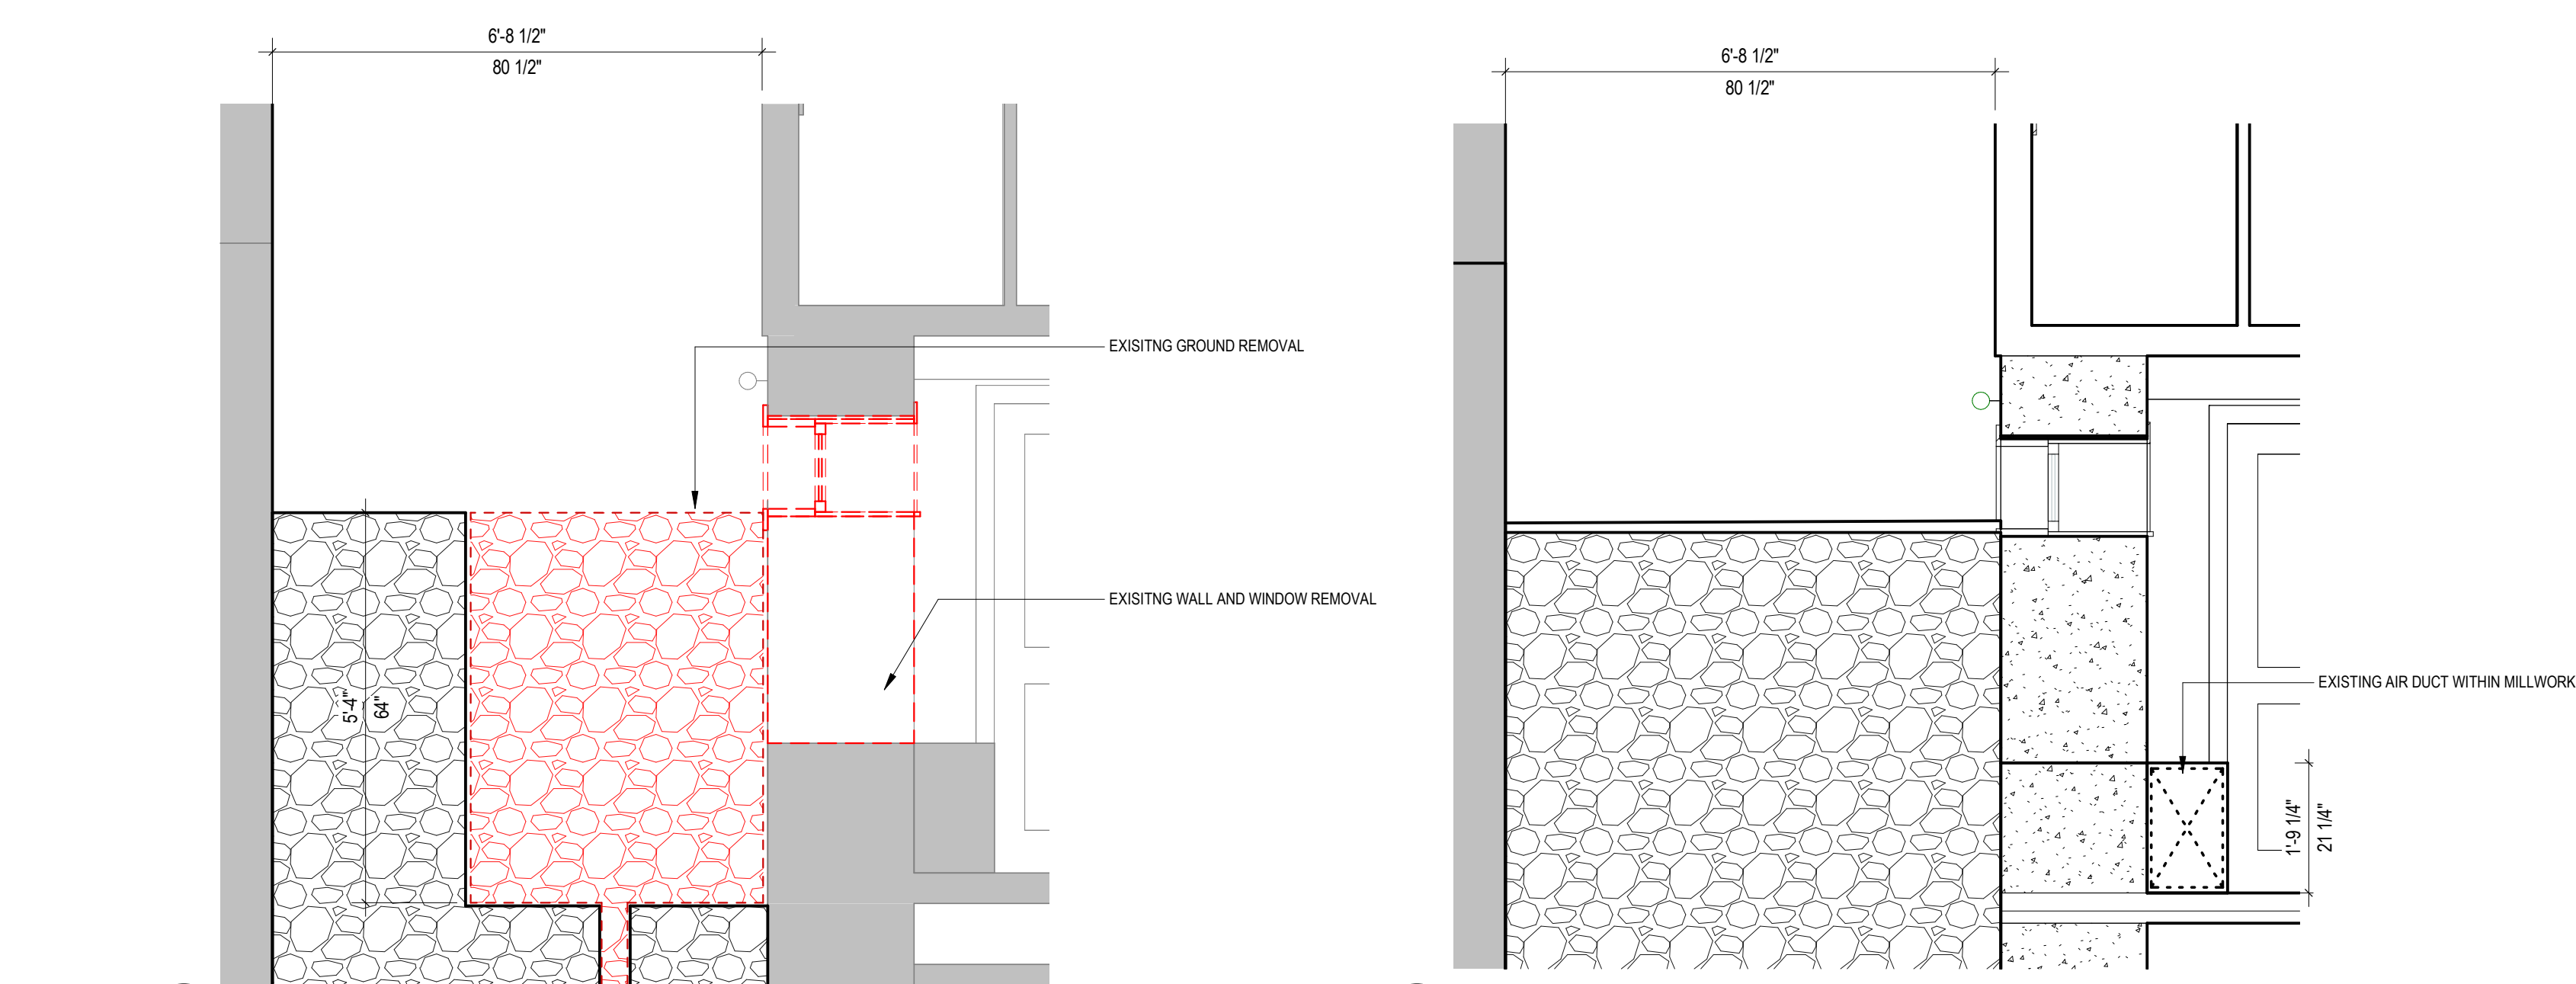 6'-8 1/2"
80 1/2"
EXISITNG GROUND REMOVAL
EXISITNG WALL AND WINDOW REMOVAL
5'-4"
64"
6'-8 1/2"
80 1/2"
EXISTING AIR DUCT WITHIN MILLWORK
1'-9 1/4"
21 1/4"